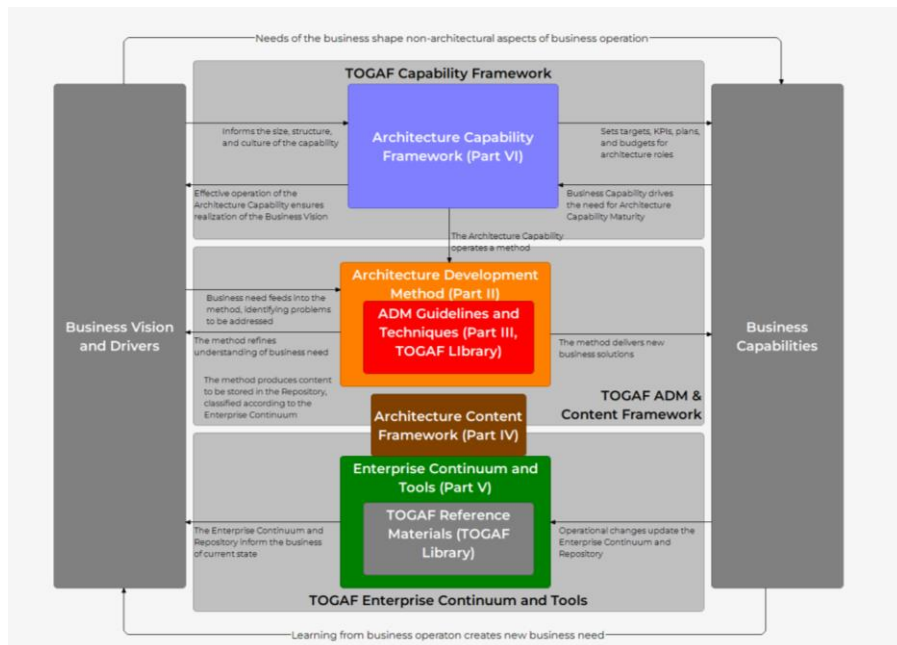 Needs of the business shape non-architectural aspects of business operation
TOGAF Capability Framework
Architecture Capability
Framework (Part VI)
Informs the size, structure,
and culture of the capability
Sets targets, KPIs, plans,
and budgets for
architecture roles
Effective operation of the
Architecture Capability ensures
realization of the Business Vision
Business Capability drives
the need for Architecture
Capability Maturity
The Architecture Capability
operates a method
Business Vision
and Drivers
Business
Capabilities
Architecture Development
Method (Part II)
ADM Guidelines and
Techniques (Part III,
TOGAF LIbrary)
Business need feeds into the
method, identifying problems
to be addressed
The method refines
understanding of business need
The method delivers new
business solutions
The method produces content
to be stored in the Repository,
classified according to the
Enterprise Continuum
TOGAF ADM &
Content Framework
Architecture Content
Framework (Part IV)
Enterprise Continuum and
Tools (Part V)
TOGAF Reference
Materials (TOGAF
Library)
The Enterprise Continuum and
Repository inform the business
of current state
Operational changes update the
Enterprise Continuum and
Repository
TOGAF Enterprise Continuum and Tools
Learning from business operaton creates new business need